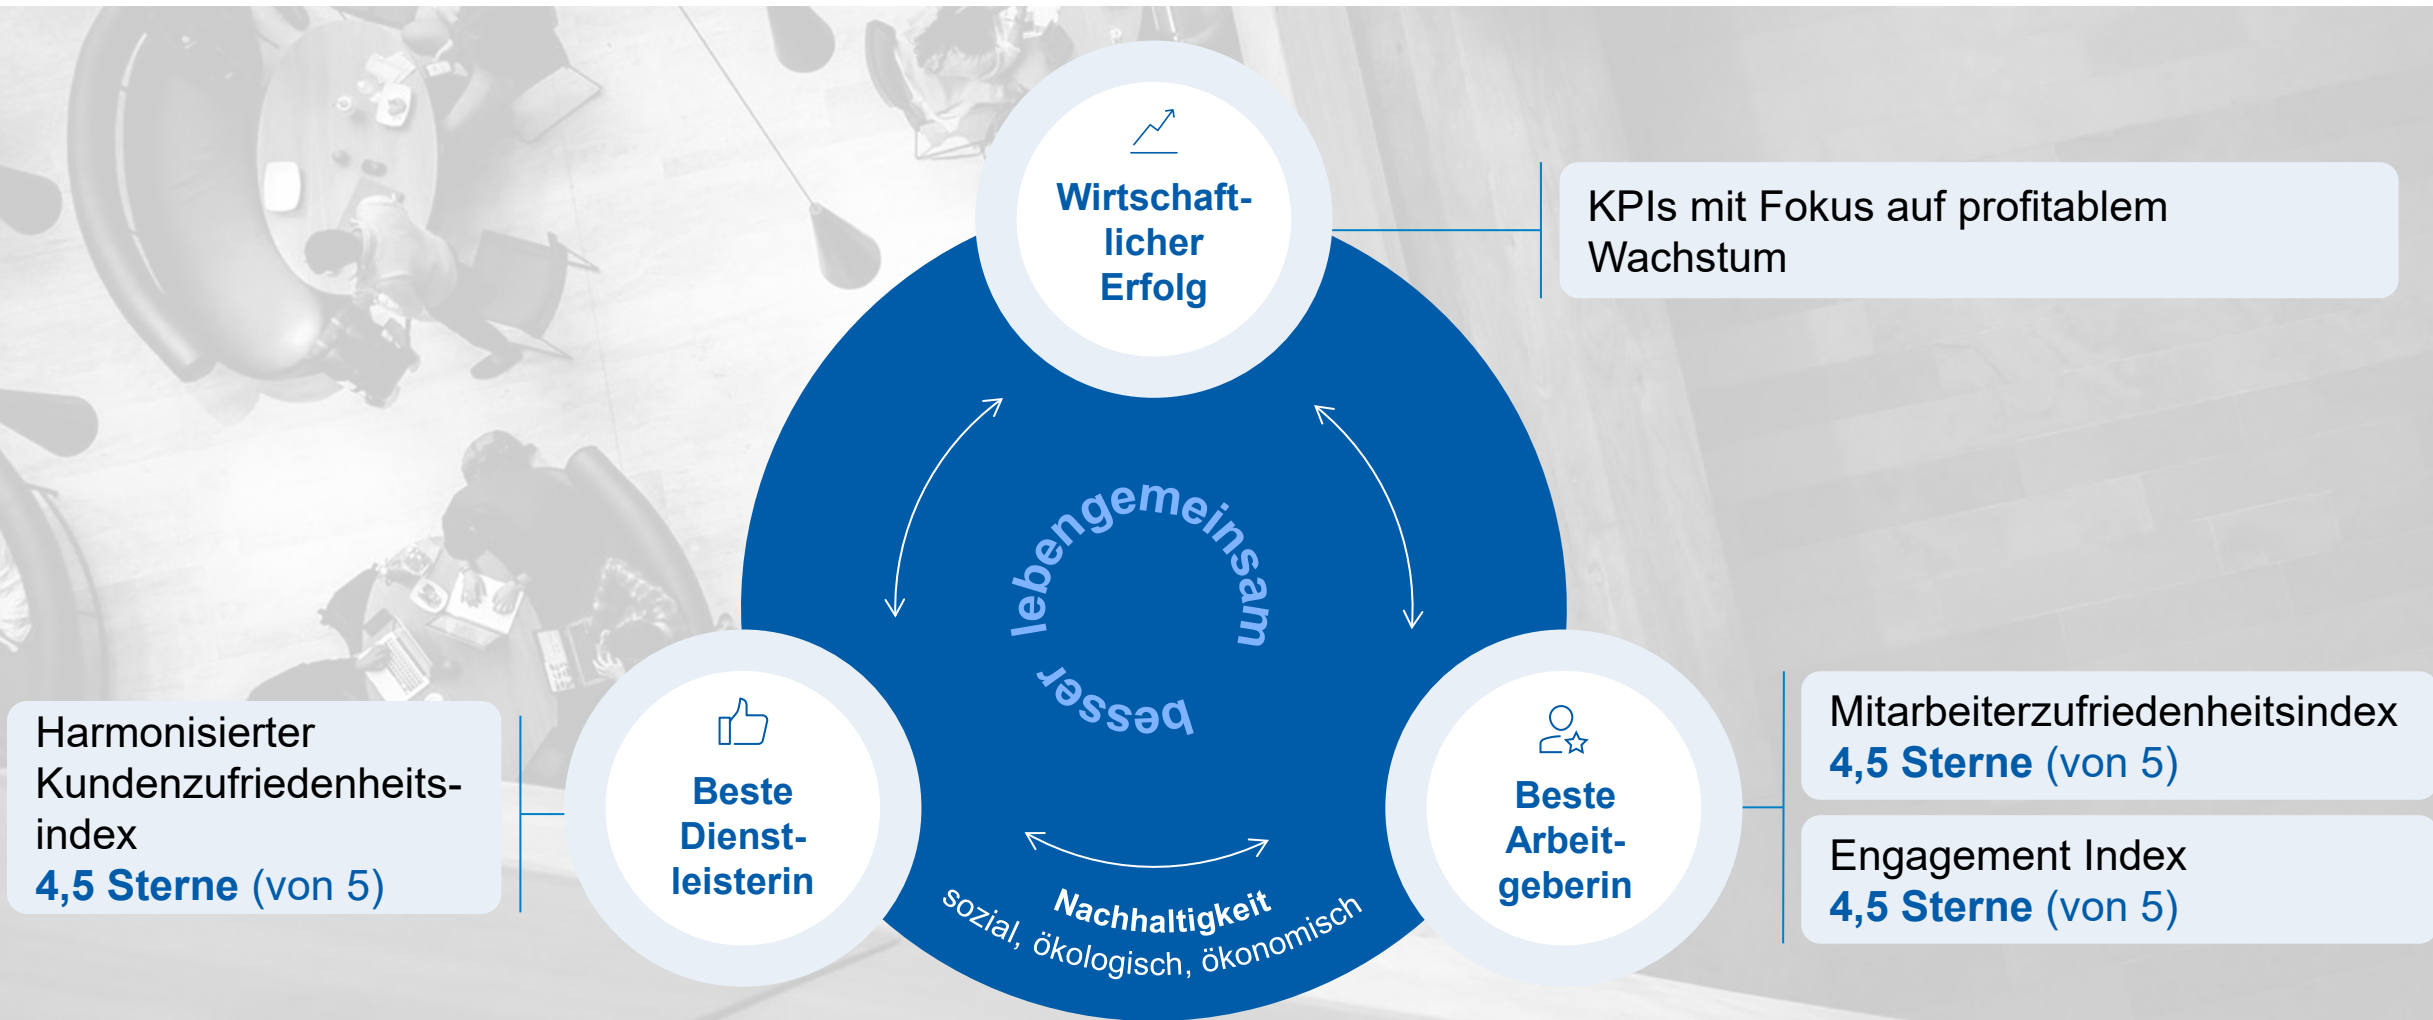 Wirtschaft-
licher
Erfolg
KPIs mit Fokus auf profitablem
Wachstum
gemeinsam
besser
leben
Harmonisierter
Kundenzufriedenheits-
index
4,5 Sterne (von 5)
Beste
Dienst-
leisterin
Beste
Arbeit-
geberin
Mitarbeiterzufriedenheitsindex
4,5 Sterne (von 5)
Engagement Index
4,5 Sterne (von 5)
Nachhaltigkeit
sozial, ökologisch, ökonomisch